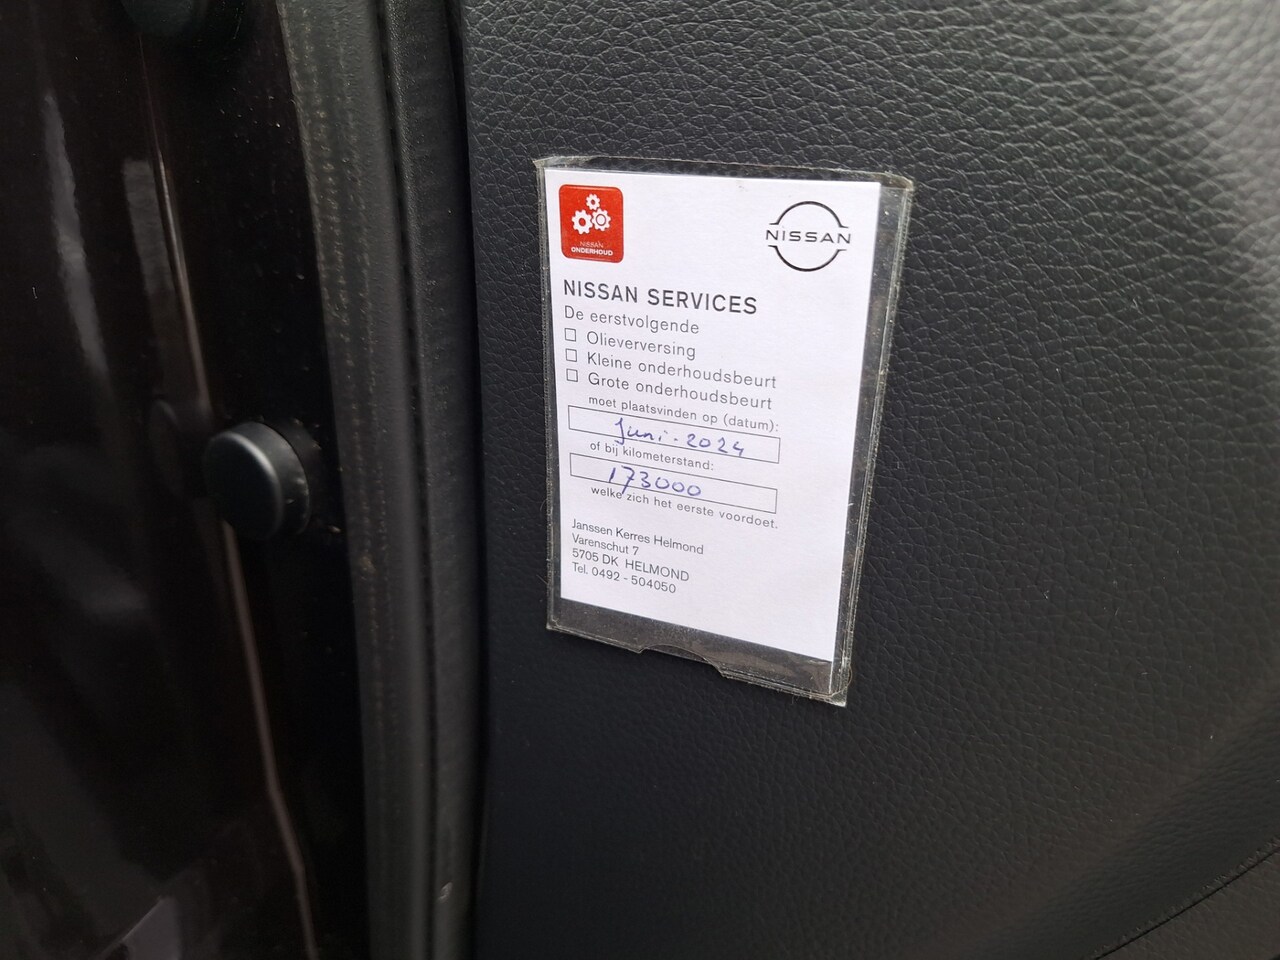 NISSAN
ONDERHOUD
NISSAN
NISSAN SERVICES
De eerstvolgende
Olieverversing
Kleine onderhoudsbeurt
Grote onderhoudsbeurt
moet plaatsvinden op (datum):
Juni - 2024
of bij kilometerstand:
173000
welke zich het eerste voordoet.
Janssen Kerres Helmond
Varenschut 7
5705 DK HELMOND
Tel. 0492 - 504050